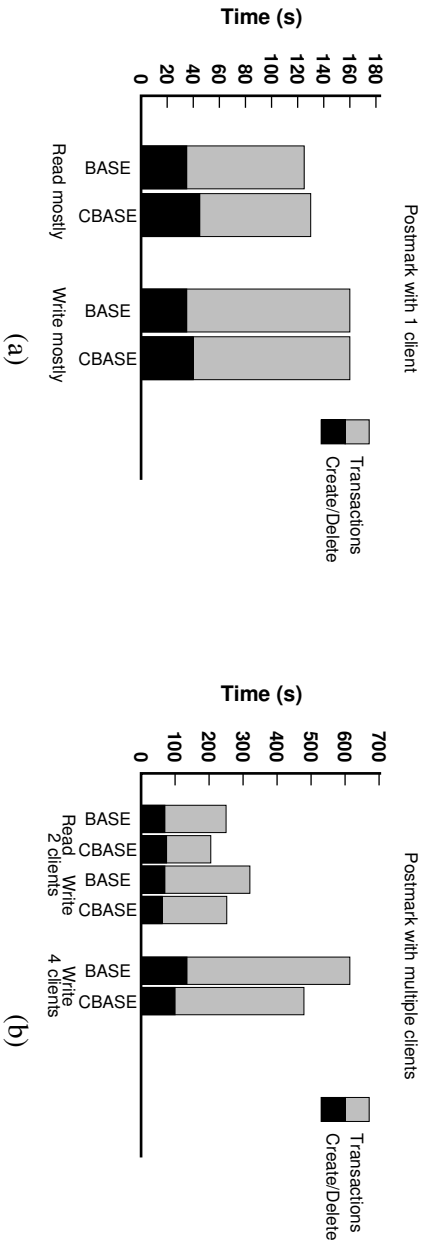 Postmark with 1 client
Time (s)
180
160
140
120
100
80
60
40
20
0
Transactions
Create/Delete
BASE CBASE BASE CBASE
Read mostly Write mostly
(a)
Postmark with multiple clients
Time (s)
700
600
500
400
300
200
100
0
Transactions
Create/Delete
BASE CBASE BASE CBASE BASE CBASE
Read Write Write
2 clients 4 clients
(b)